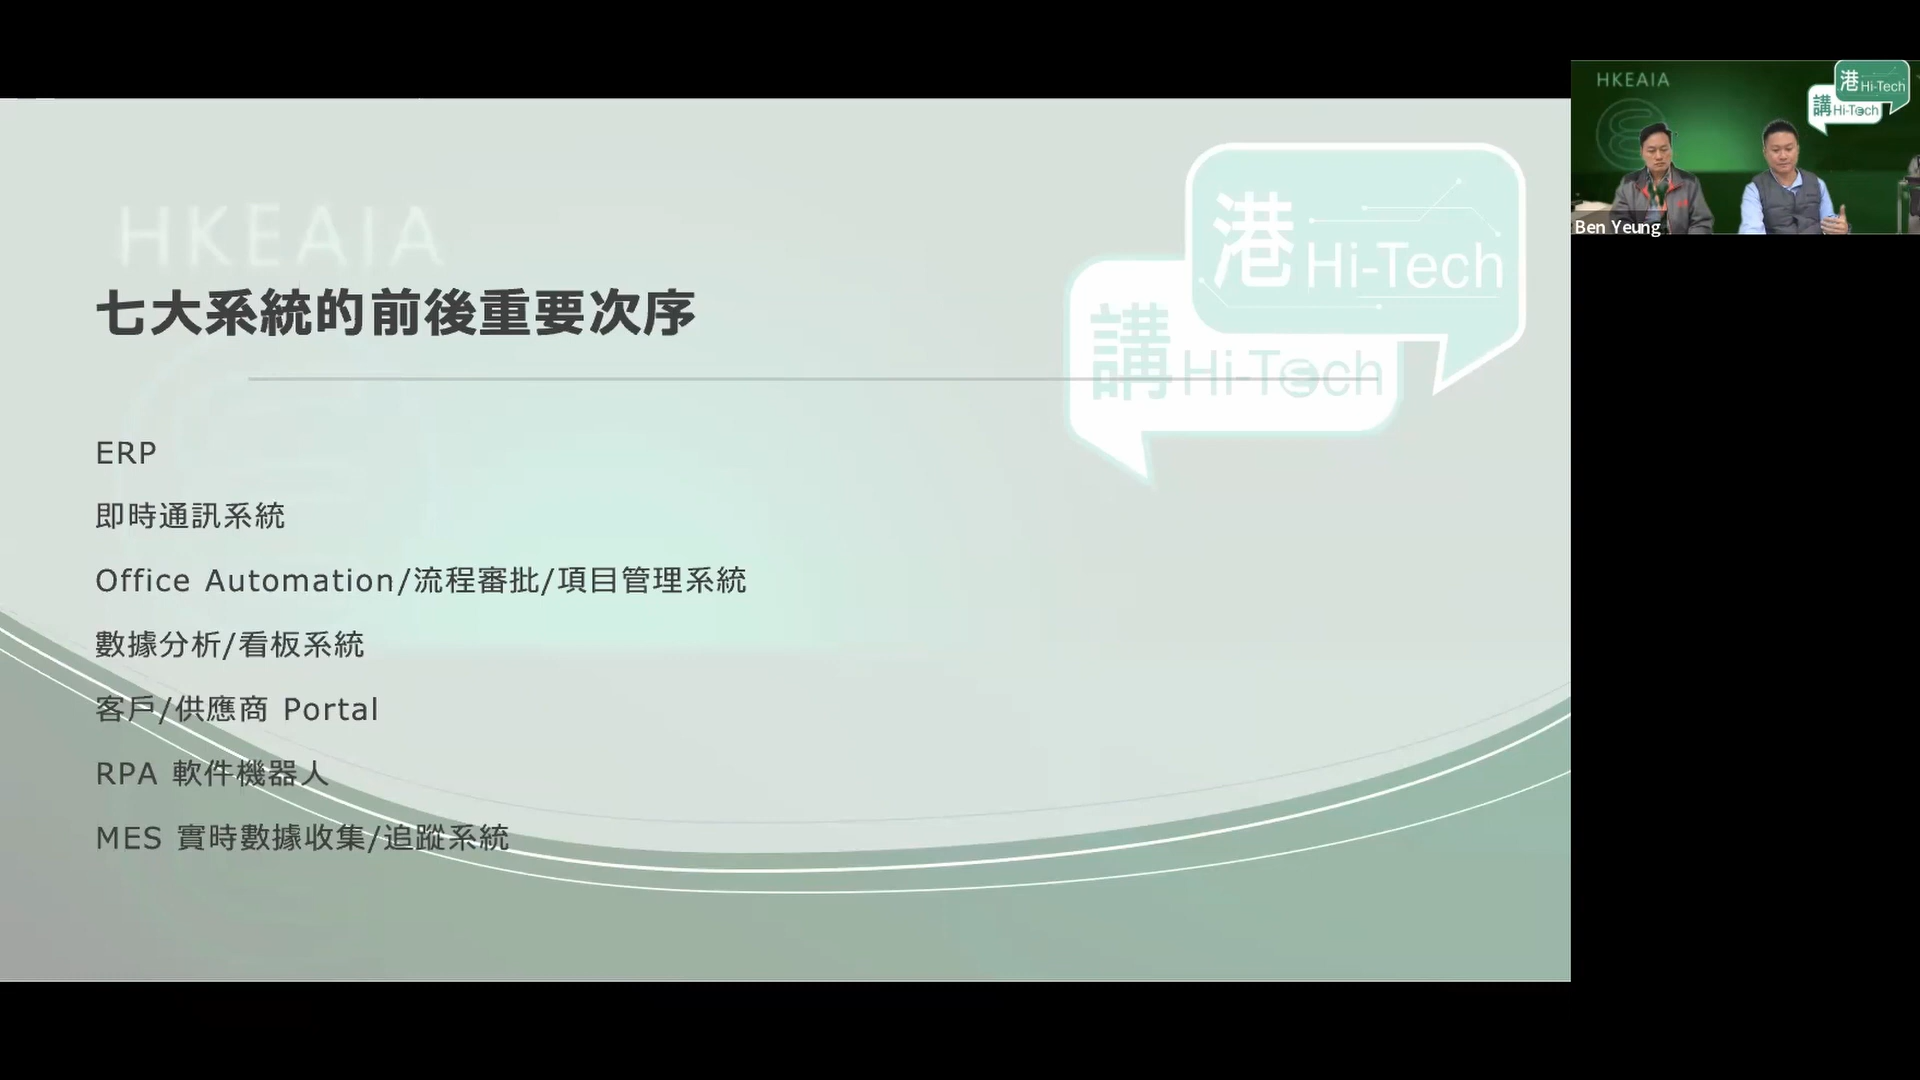 HKEAIA
港 Hi-Tech
講 Hi-Tech
七大系統的前後重要次序
ERP
即時通訊系統
Office Automation/流程審批/項目管理系統
數據分析/看板系統
客戶/供應商 Portal
RPA 軟件機器人
MES 實時數據收集/追蹤系統
HKEAIA
港 Hi-Tech
講 Hi-Tech
Ben Yeung